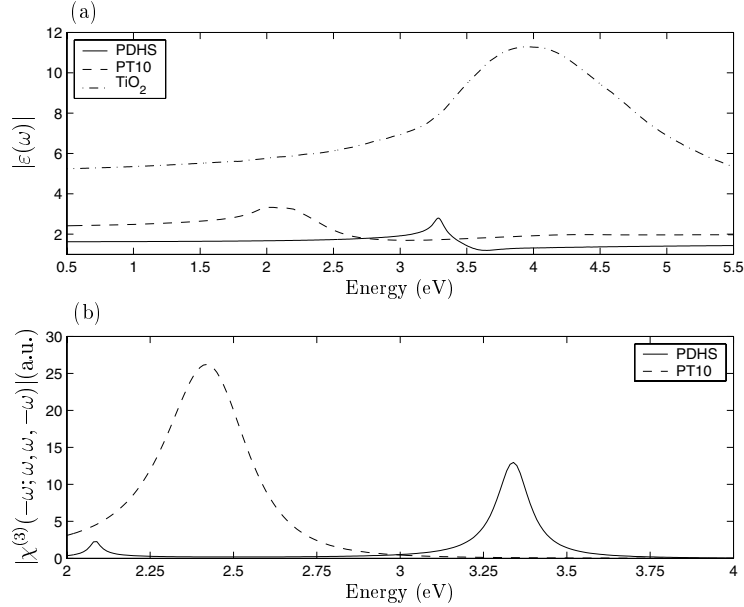 (a)
12
10
8
6
4
2
|ε(ω)|
PDHS
PT10
TiO2
0.5 1 1.5 2 2.5 3 3.5 4 4.5 5 5.5
Energy (eV)
(b)
30
25
20
15
10
5
0
|χ(3)(−ω; ω, ω, −ω)|(a.u.)
PDHS
PT10
2 2.25 2.5 2.75 3 3.25 3.5 3.75 4
Energy (eV)